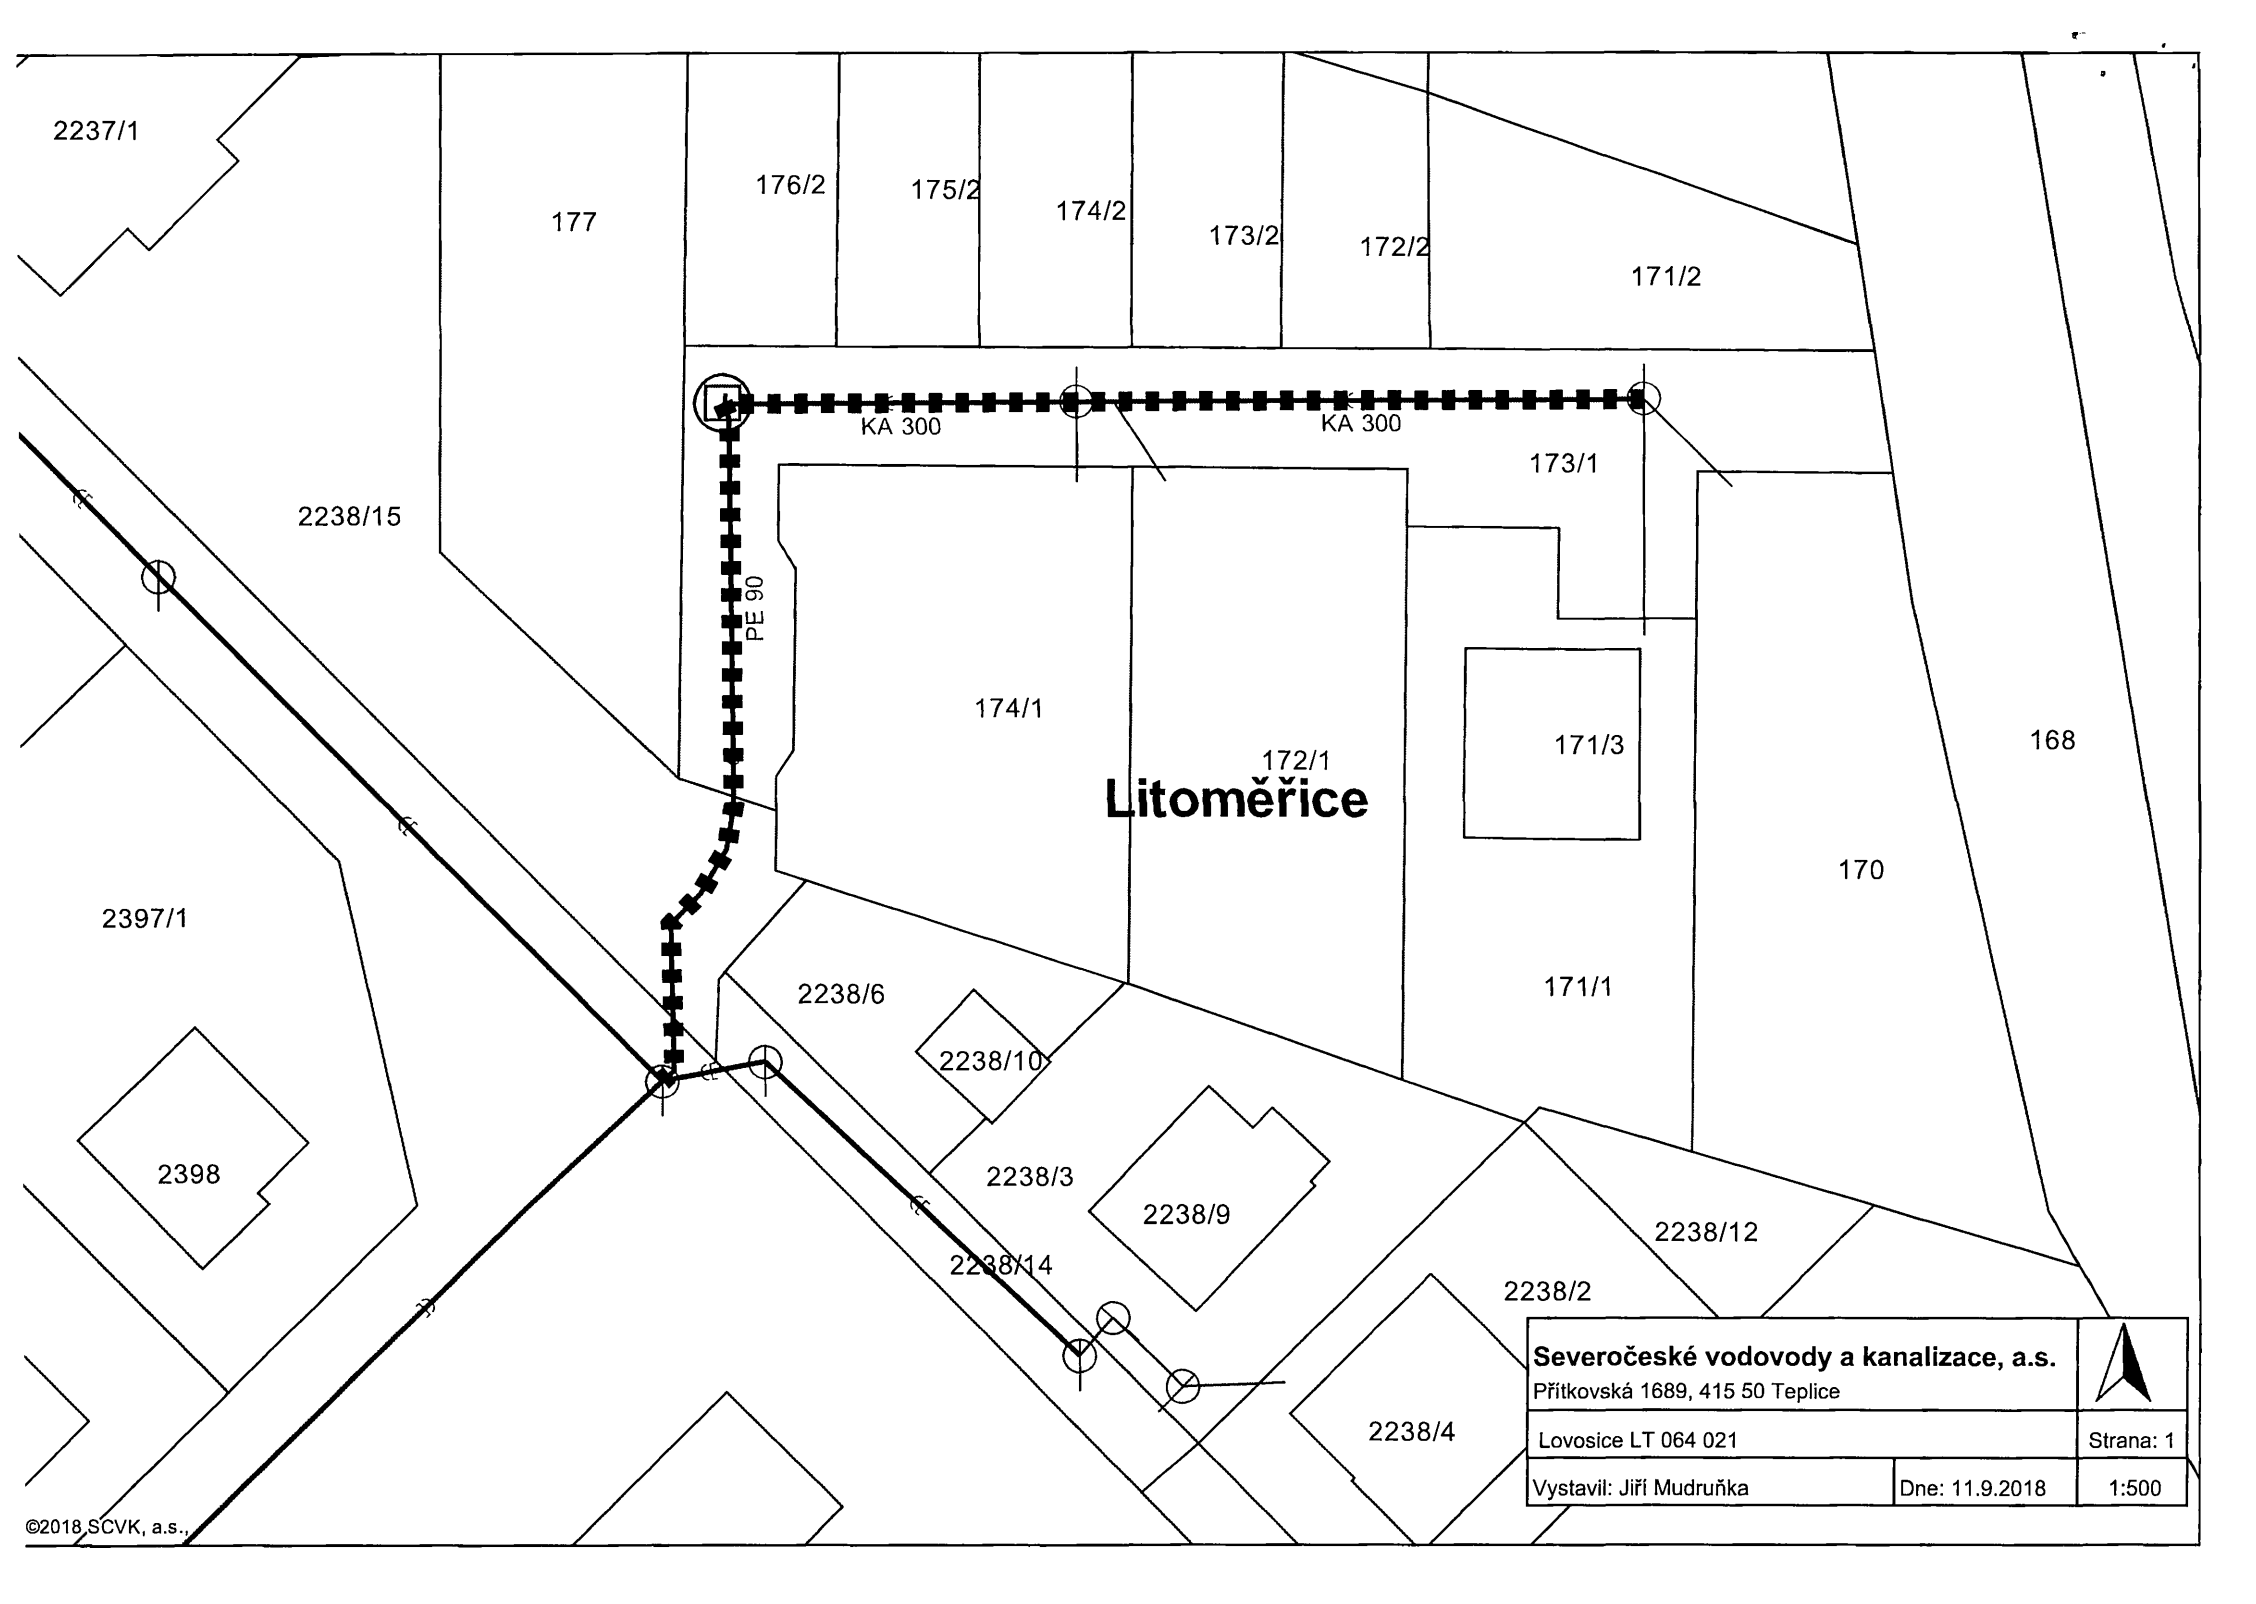 2237/1
177
176/2
175/2
174/2
173/2
172/2
171/2
KA 300
KA 300
173/1
2238/15
PE 90
174/1
172/1
171/3
168
Litoměřice
170
2397/1
2238/6
171/1
2238/10
2398
2238/3
2238/9
2238/12
2238/14
2238/2
2238/4
Severočeské vodovody a kanalizace, a.s.
Přítkovská 1689, 415 50 Teplice
Lovosice LT 064 021
Strana: 1
Vystavil: Jiří Mudruňka
Dne: 11.9.2018
1:500
©2018 SCVK, a.s.,